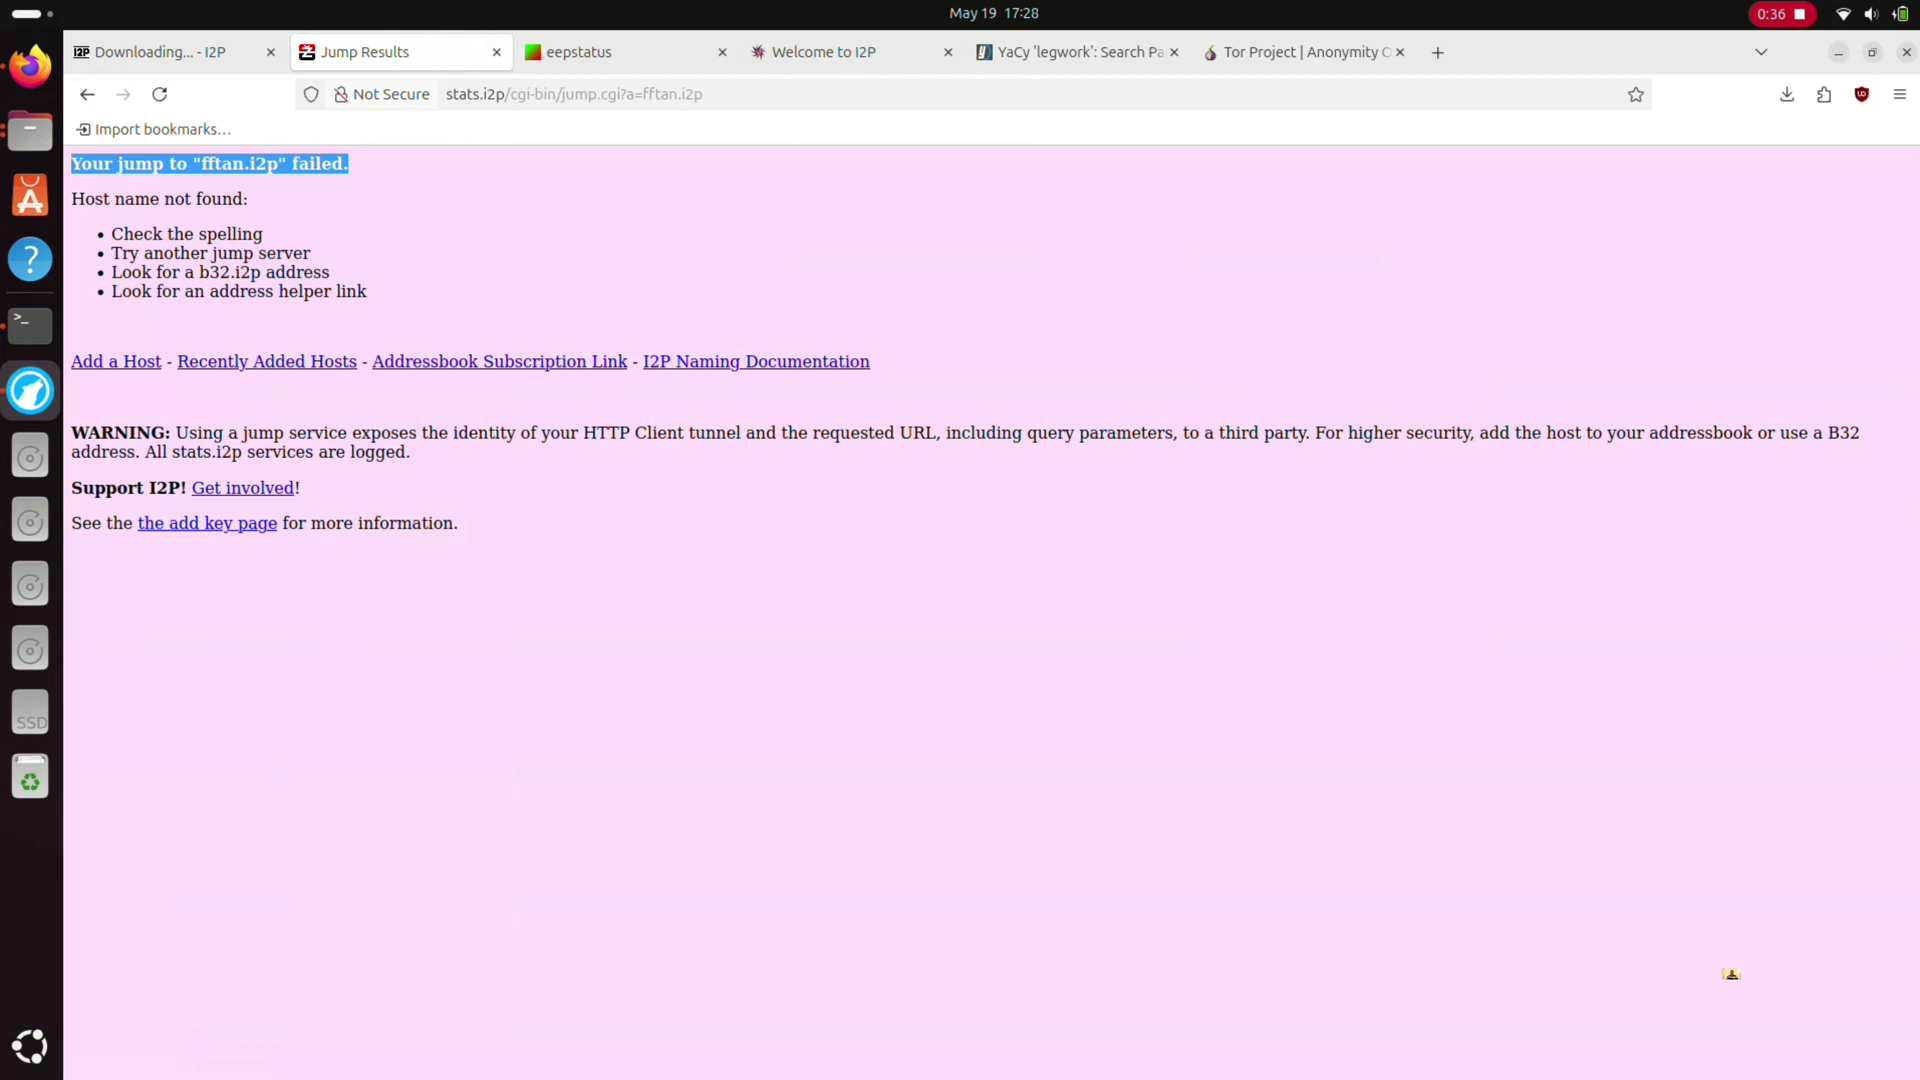 May 19 17:28
0:36
I2P Downloading... - I2P
Jump Results
eepstatus
Welcome to I2P
YaCy 'legwork': Search Pa
Tor Project | Anonymity O
Not Secure
stats.i2p/cgi-bin/jump.cgi?a=fftan.i2p
Import bookmarks...
Your jump to "fftan.i2p" failed.
Host name not found:
• Check the spelling
• Try another jump server
• Look for a b32.i2p address
• Look for an address helper link
Add a Host - Recently Added Hosts - Addressbook Subscription Link - I2P Naming Documentation
WARNING: Using a jump service exposes the identity of your HTTP Client tunnel and the requested URL, including query parameters, to a third party. For higher security, add the host to your addressbook or use a B32
address. All stats.i2p services are logged.
Support I2P! Get involved!
See the the add key page for more information.
SSD